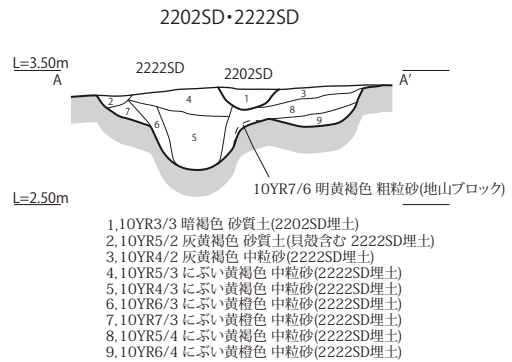 2202SD・2222SD
L=3.50m
A
2222SD
2202SD
A'
2
7
6
4
5
1
3
8
9
10YR7/6 明黄褐色 粗粒砂(地山ブロック)
L=2.50m
1,10YR3/3 暗褐色 砂質土(2202SD埋土)
2,10YR5/2 灰黄褐色 砂質土(貝殻含む 2222SD埋土)
3,10YR4/2 灰黄褐色 中粒砂(2222SD埋土)
4,10YR5/3 にぶい黄褐色 中粒砂(2222SD埋土)
5,10YR4/3 にぶい黄褐色 中粒砂(2222SD埋土)
6,10YR6/3 にぶい黄橙色 中粒砂(2222SD埋土)
7,10YR7/3 にぶい黄橙色 中粒砂(2222SD埋土)
8,10YR5/4 にぶい黄褐色 中粒砂(2222SD埋土)
9,10YR6/4 にぶい黄橙色 中粒砂(2222SD埋土)